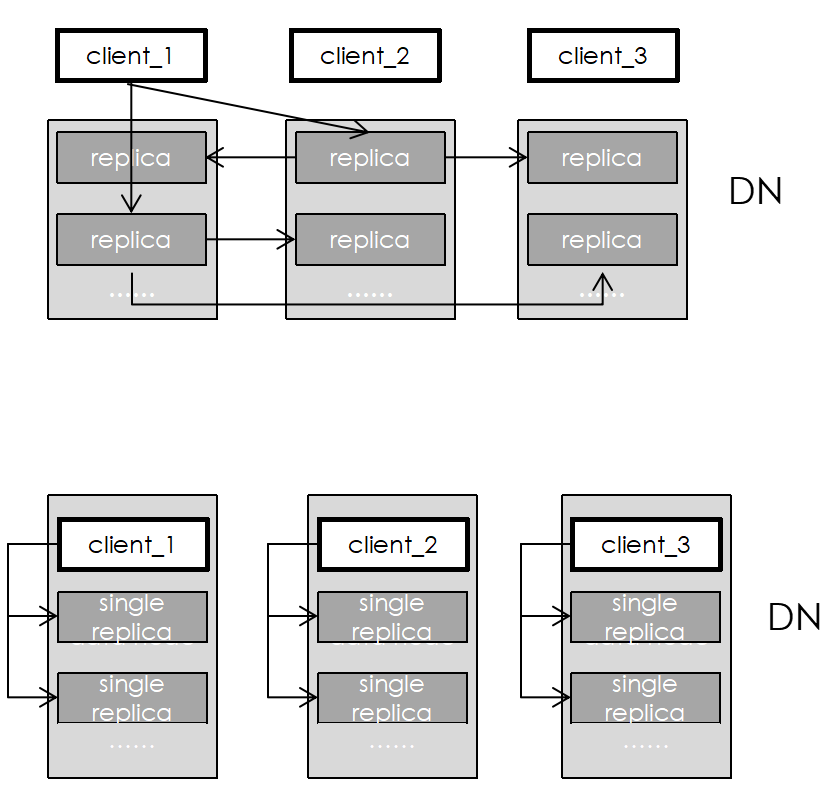 client_1
client_2
client_3
replica
replica
replica
DN
replica
replica
replica
......
......
......
client_1
client_2
client_3
single
replica
single
replica
single
replica
DN
single
replica
single
replica
single
replica
......
......
......